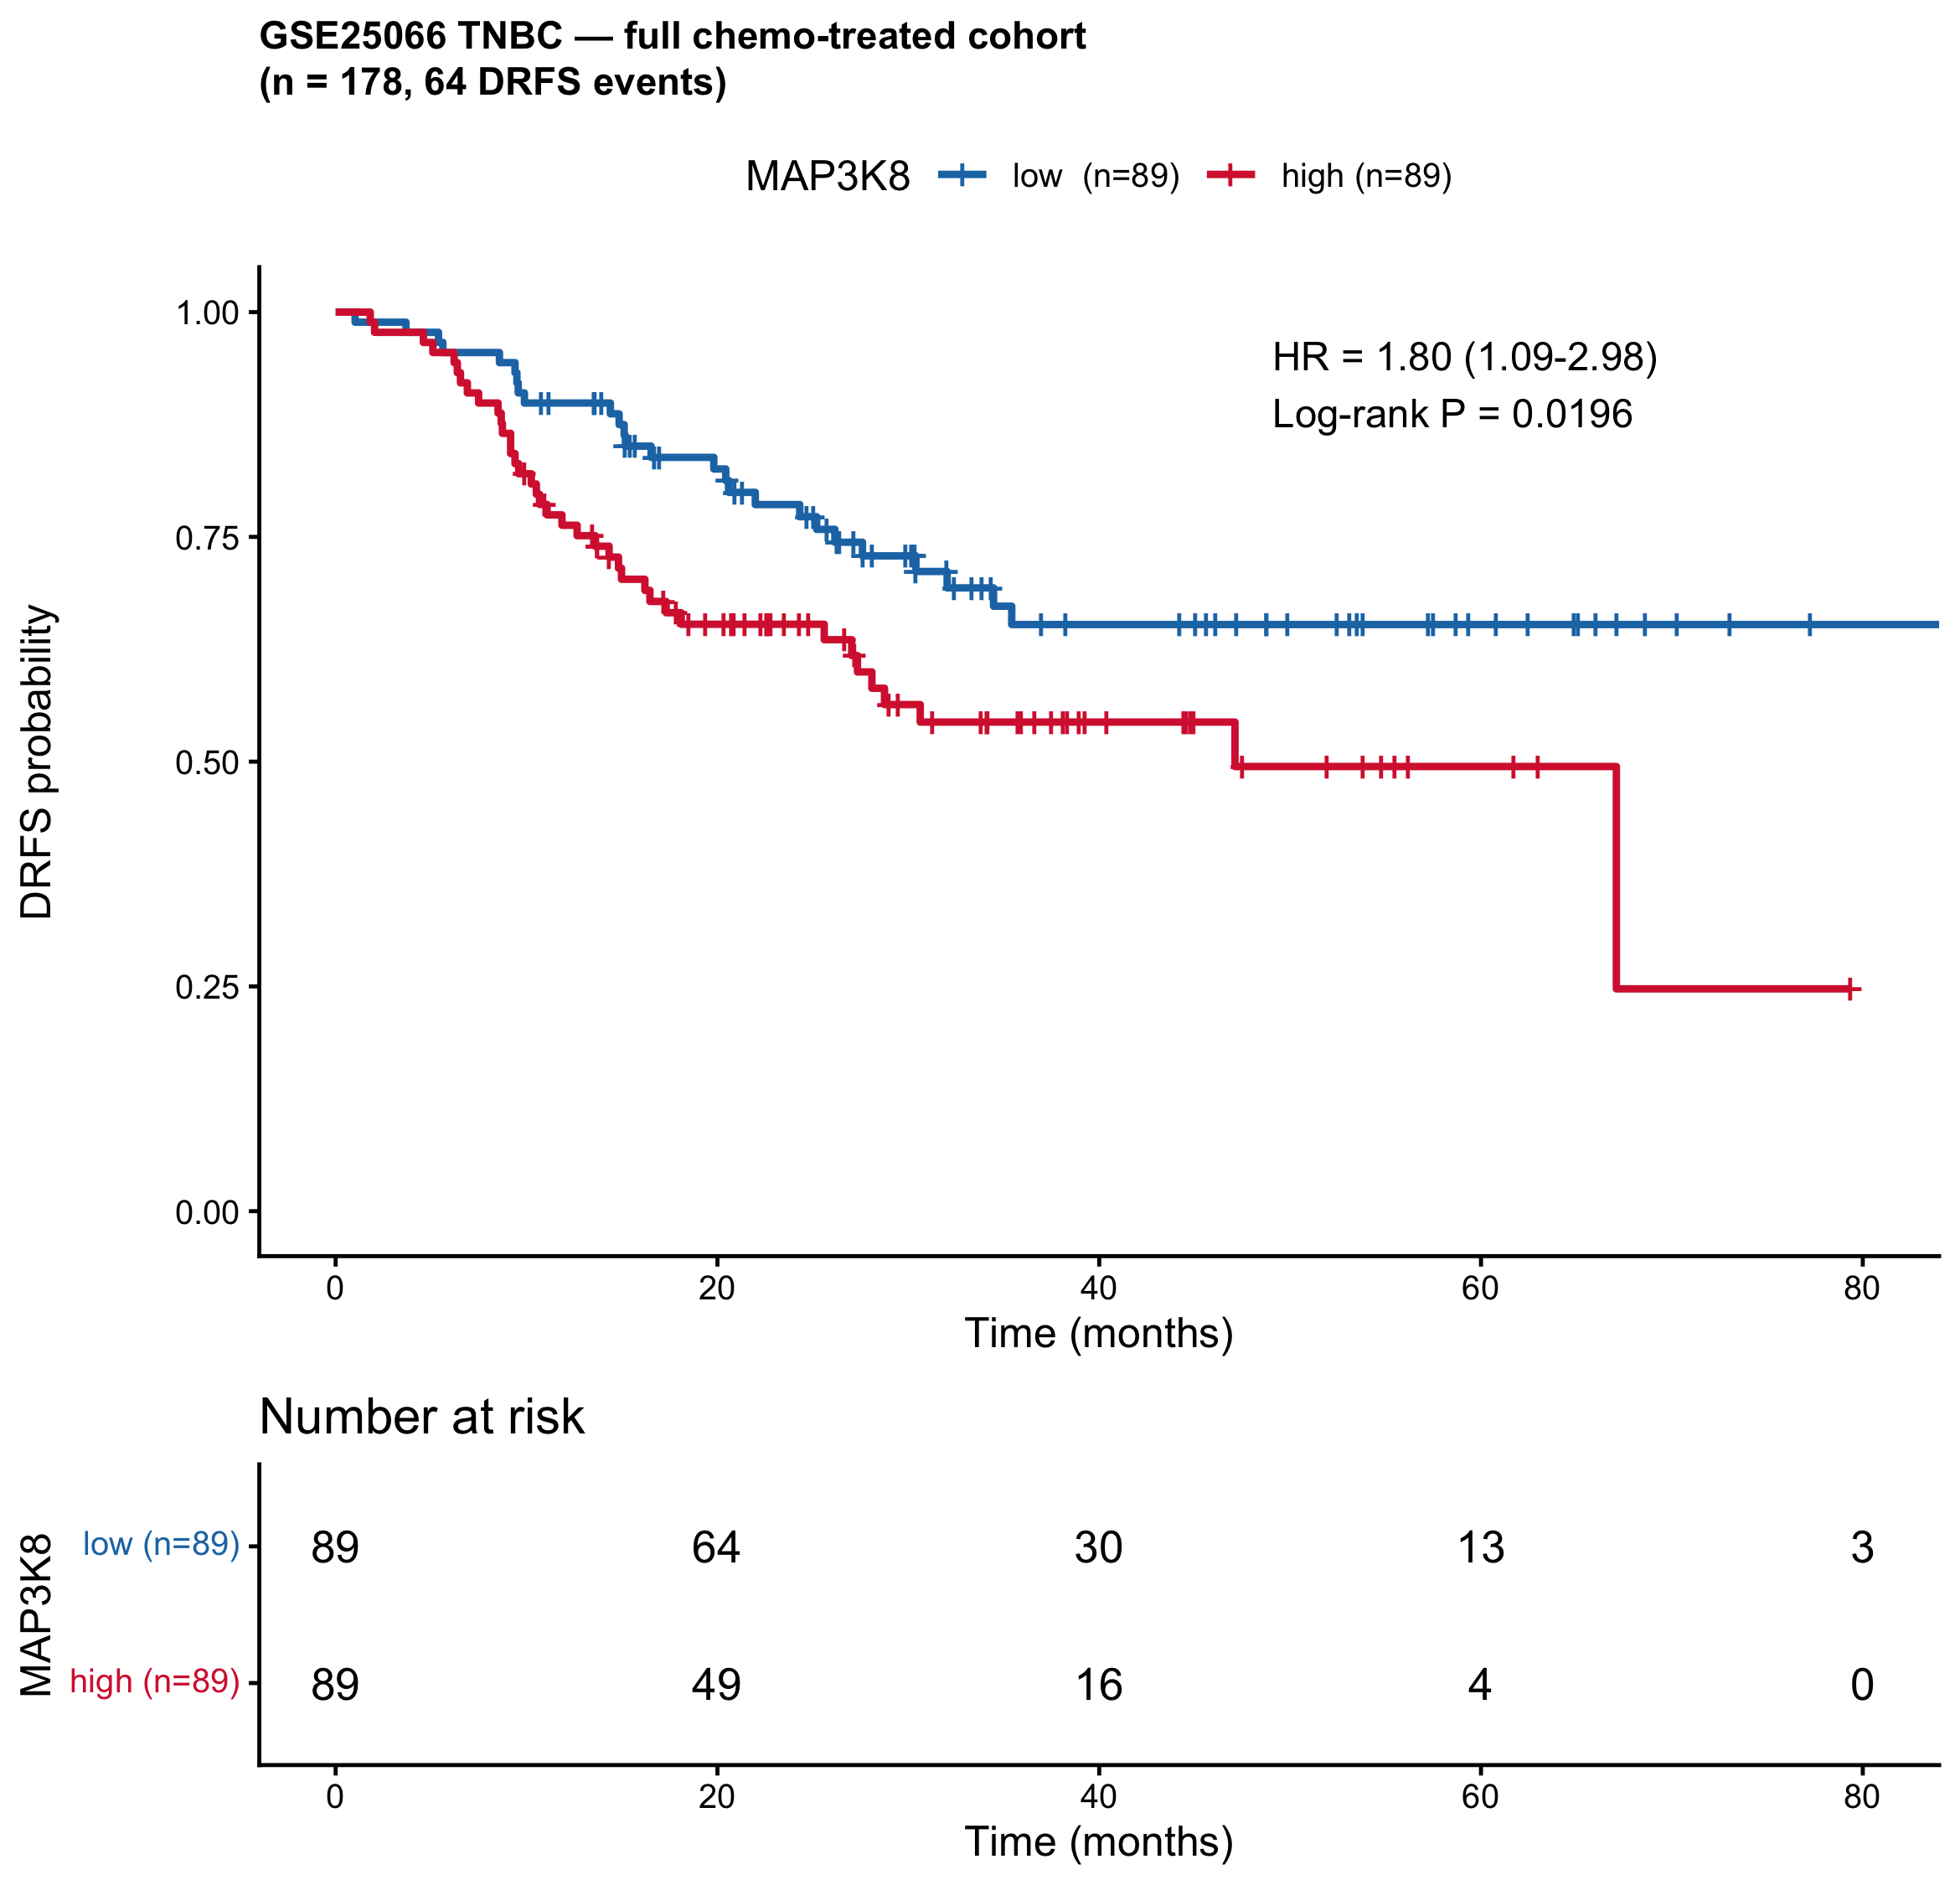 GSE25066 TNBC — full chemo-treated cohort
(n = 178, 64 DRFS events)
MAP3K8 low (n=89) high (n=89)
HR = 1.80 (1.09-2.98)
Log-rank P = 0.0196
DRFS probability
1.00
0.75
0.50
0.25
0.00
0 20 40 60 80
Time (months)
Number at risk
MAP3K8
low (n=89) 89 64 30 13 3
high (n=89) 89 49 16 4 0
0 20 40 60 80
Time (months)